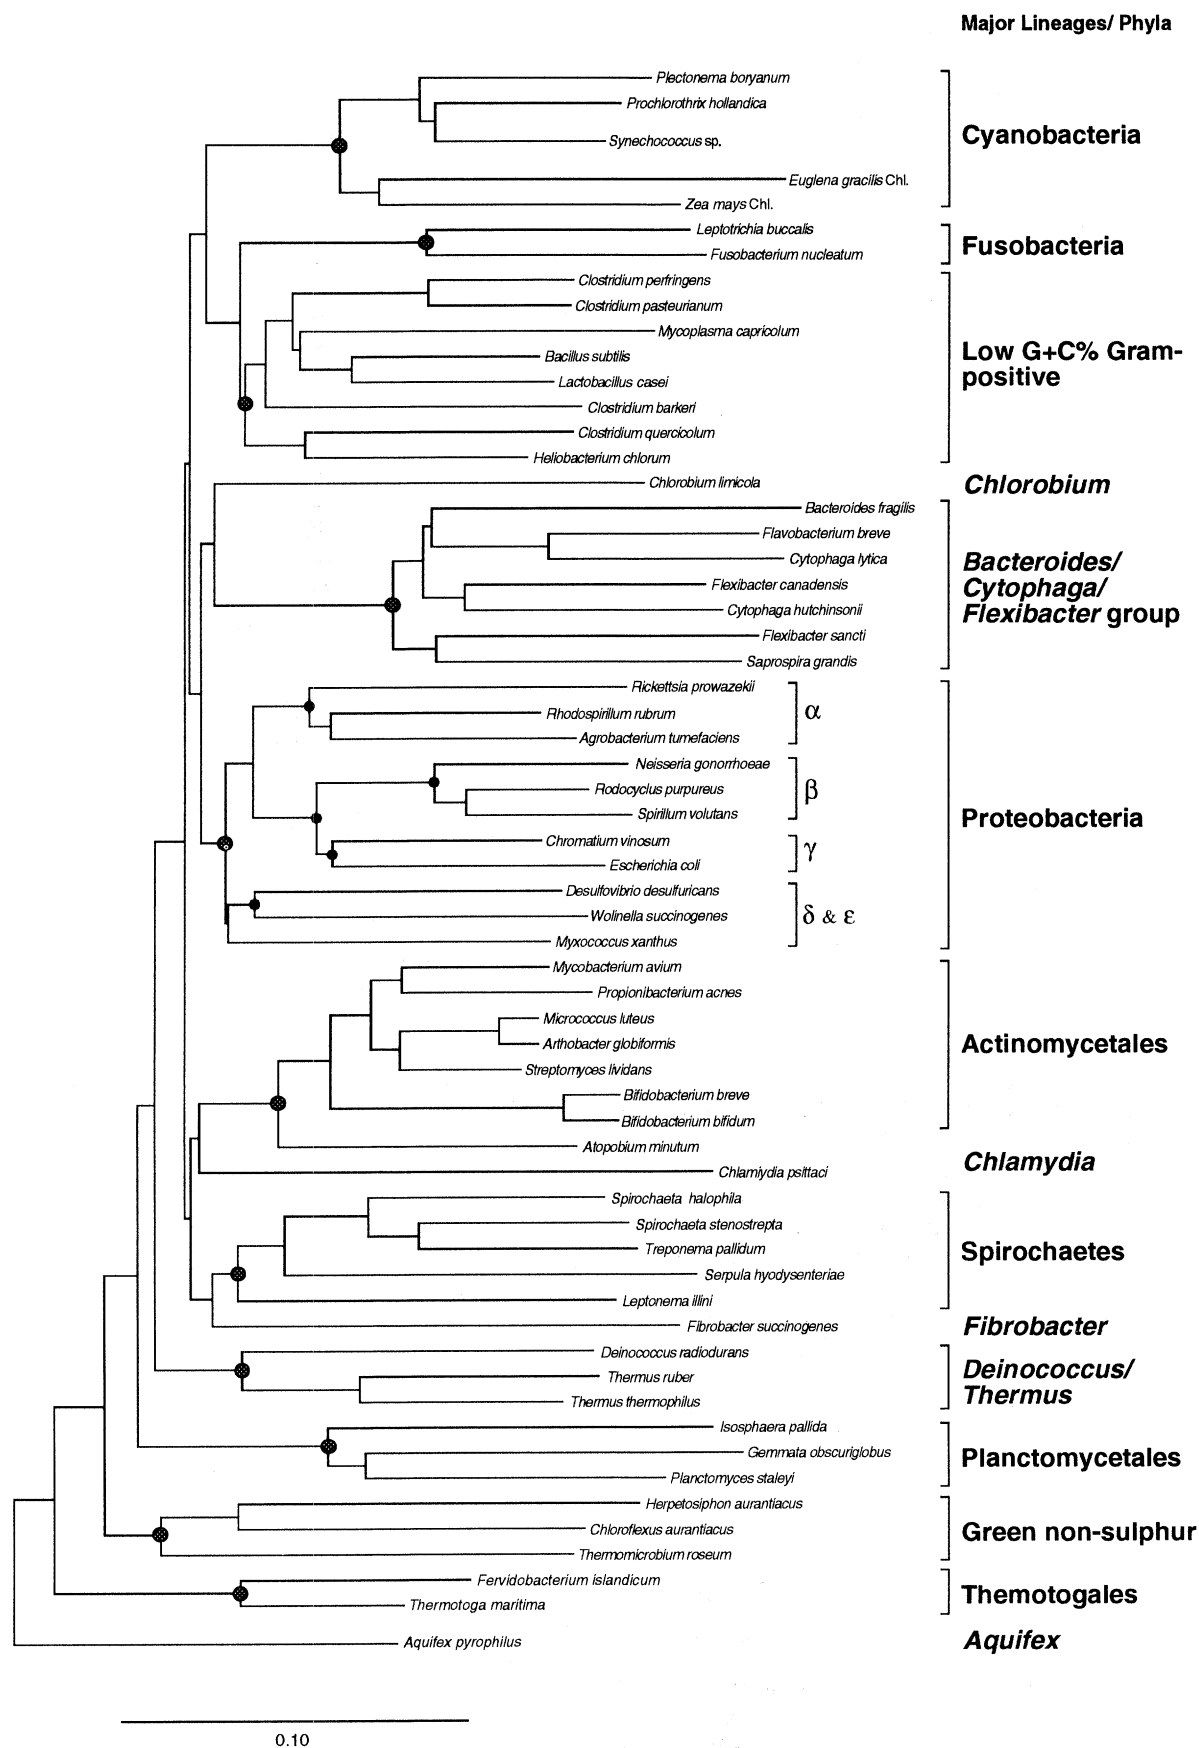 Major Lineages/ Phyla
Plectonema boryanum
Prochlorothrix hollandica
Synechococcus sp.
Euglena gracilis Chl.
Zea mays Chl.
Cyanobacteria
Leptotrichia buccalis
Fusobacterium nucleatum
Fusobacteria
Clostridium perfringens
Clostridium pasteurianum
Mycoplasma capricolum
Bacillus subtilis
Lactobacillus casei
Clostridium barkeri
Clostridium quercicolum
Heliobacterium chlorum
Low G+C% Gram-
positive
Chlorobium limicola
Chlorobium
Bacteroides fragilis
Flavobacterium breve
Cytophaga lytica
Flexibacter canadensis
Cytophaga hutchinsonii
Flexibacter sancti
Saprospira grandis
Bacteroides/
Cytophaga/
Flexibacter group
Rickettsia prowazekii
Rhodospirillum rubrum
Agrobacterium tumefaciens
α
Neisseria gonorrhoeae
Rodocyclus purpureus
Spirillum volutans
β
Chromatium vinosum
Escherichia coli
γ
Desulfovibrio desulfuricans
Wolinella succinogenes
Myxococcus xanthus
δ & ε
Proteobacteria
Mycobacterium avium
Propionibacterium acnes
Micrococcus luteus
Arthobacter globiformis
Streptomyces lividans
Bifidobacterium breve
Bifidobacterium bifidum
Atopobium minutum
Actinomycetales
Chlamiydia psittaci
Chlamydia
Spirochaeta halophila
Spirochaeta stenostrepta
Treponema pallidum
Serpula hyodysenteriae
Leptonema illini
Spirochaetes
Fibrobacter succinogenes
Fibrobacter
Deinococcus radiodurans
Thermus ruber
Thermus thermophilus
Deinococcus/
Thermus
Isosphaera pallida
Gemmata obscuriglobus
Planctomyces staleyi
Planctomycetales
Herpetosiphon aurantiacus
Chloroflexus aurantiacus
Thermomicrobium roseum
Green non-sulphur
Fervidobacterium islandicum
Thermotoga maritima
Themotogales
Aquifex pyrophilus
Aquifex
0.10